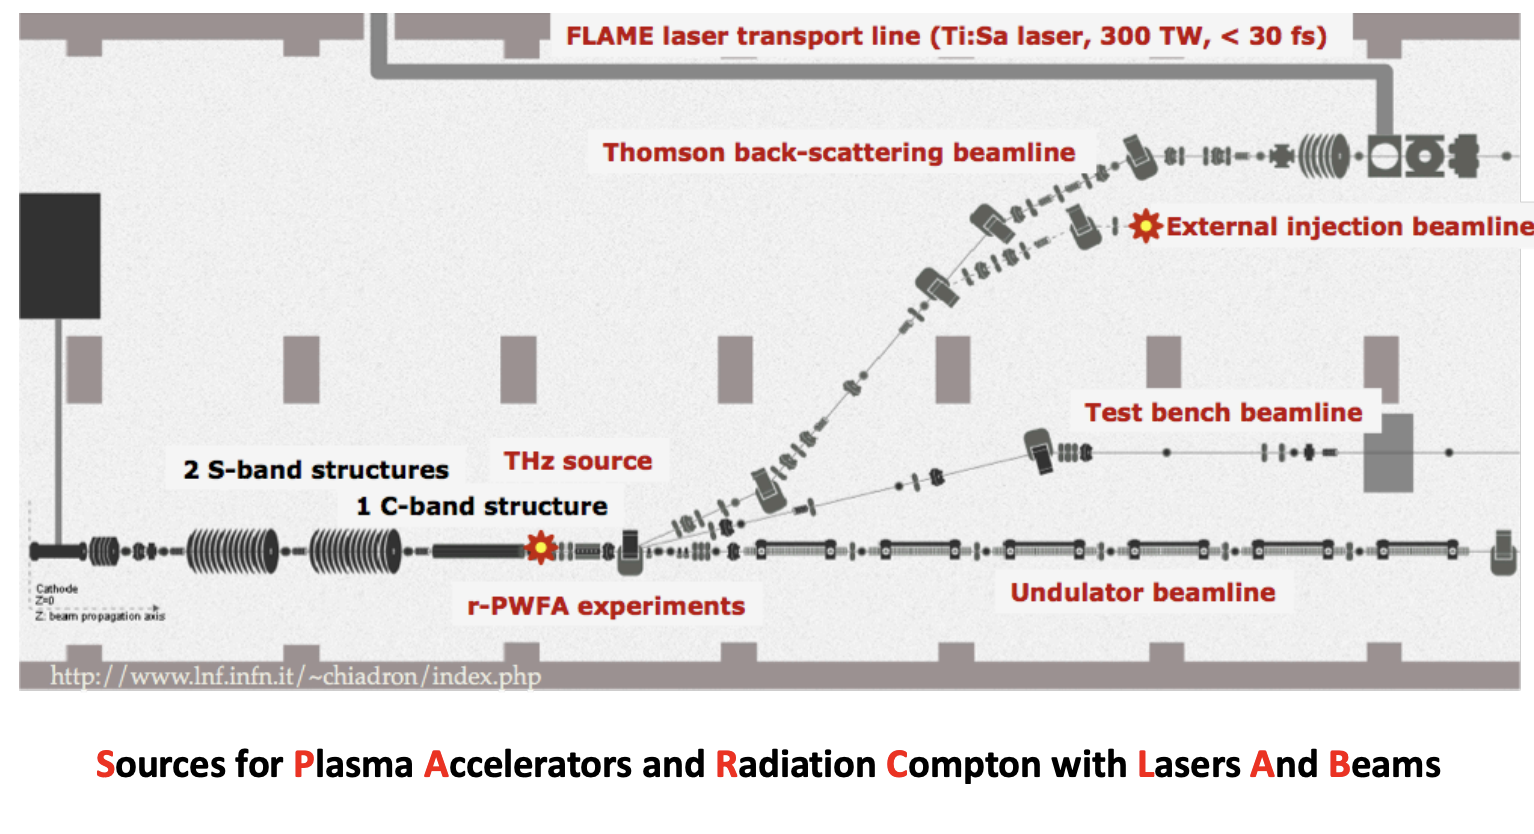 FLAME laser transport line (Ti:Sa laser, 300 TW, < 30 fs)
Thomson back-scattering beamline
External injection beamline
Test bench beamline
2 S-band structures
THz source
1 C-band structure
Cathode
Z=0
Z: beam propagation axis
r-PWFA experiments
Undulator beamline
http://www.lnf.infn.it/~chiadron/index.php
Sources for Plasma Accelerators and Radiation Compton with Lasers And Beams